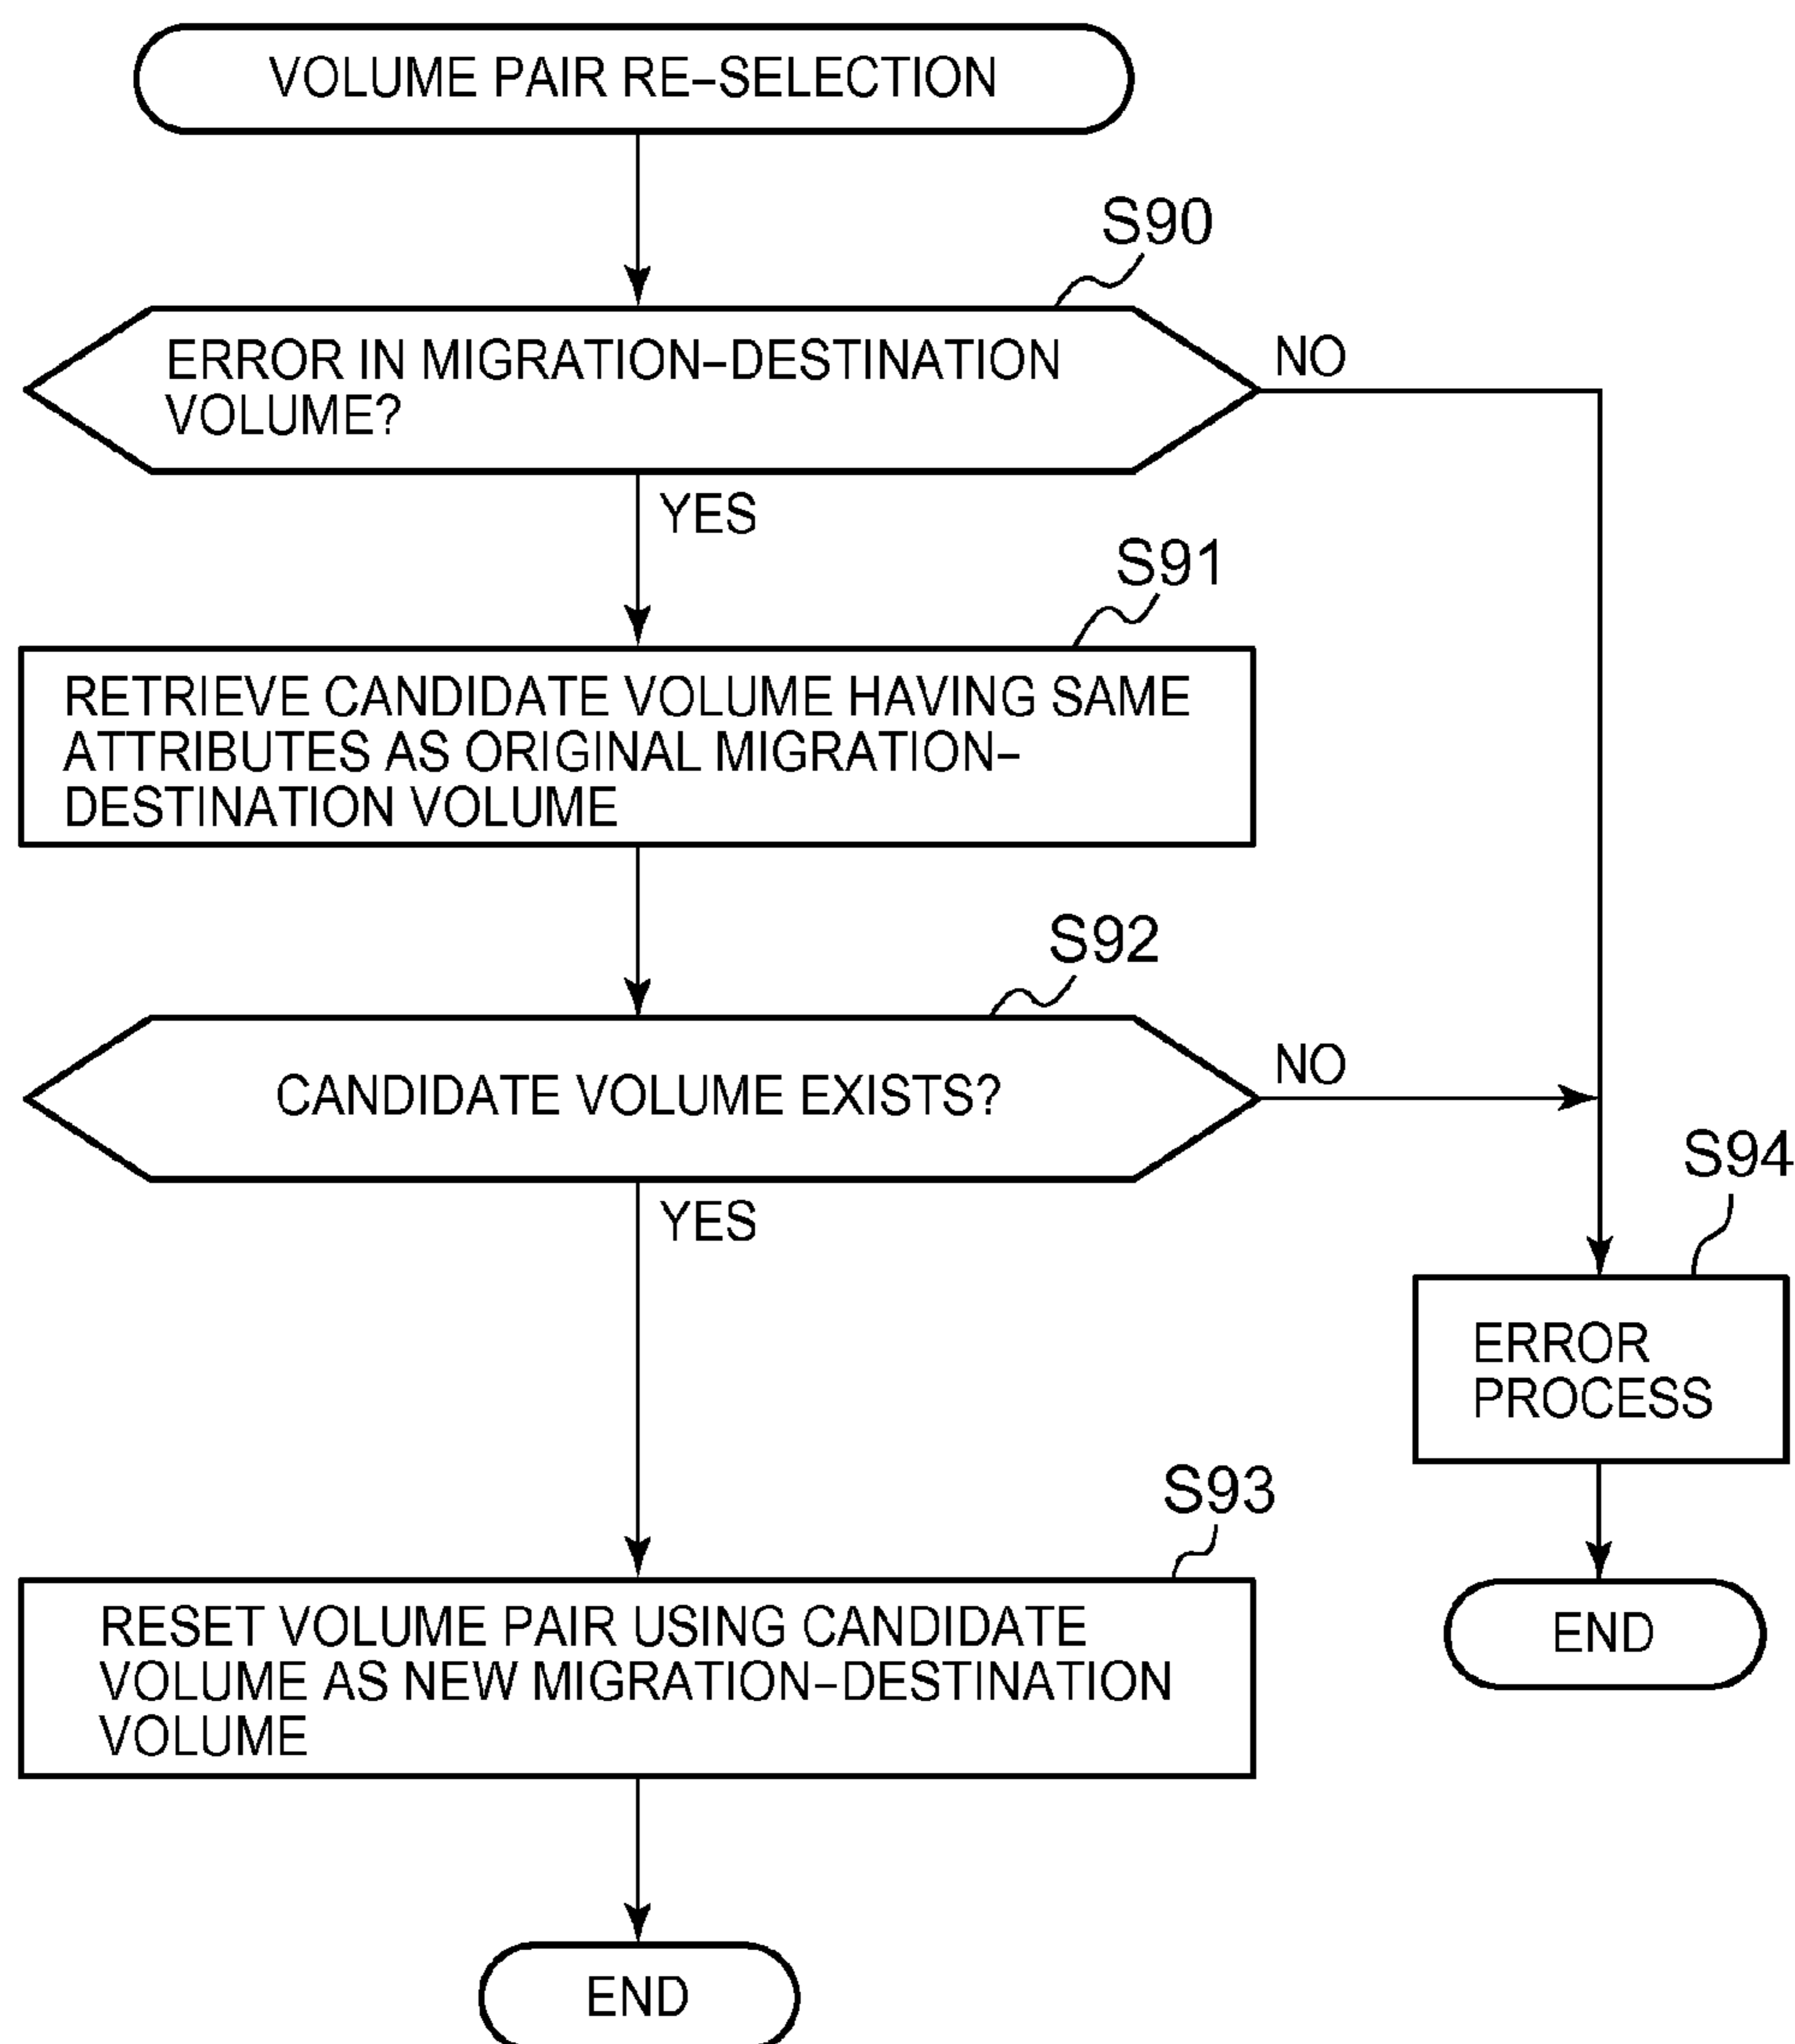 VOLUME PAIR RE–SELECTION
S90
ERROR IN MIGRATION–DESTINATION
VOLUME?
NO
YES
S91
RETRIEVE CANDIDATE VOLUME HAVING SAME
ATTRIBUTES AS ORIGINAL MIGRATION–
DESTINATION VOLUME
S92
CANDIDATE VOLUME EXISTS?
NO
YES
S94
ERROR
PROCESS
END
S93
RESET VOLUME PAIR USING CANDIDATE
VOLUME AS NEW MIGRATION–DESTINATION
VOLUME
END